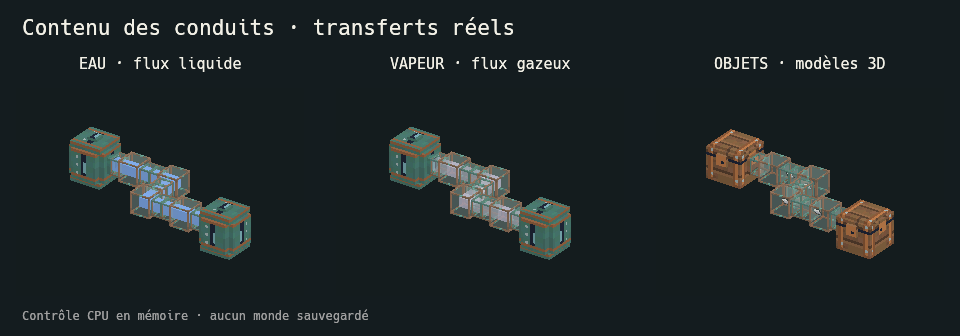 Contenu des conduits · transferts réels
EAU · flux liquide
VAPEUR · flux gazeux
OBJETS · modèles 3D
Contrôle CPU en mémoire · aucun monde sauvegardé